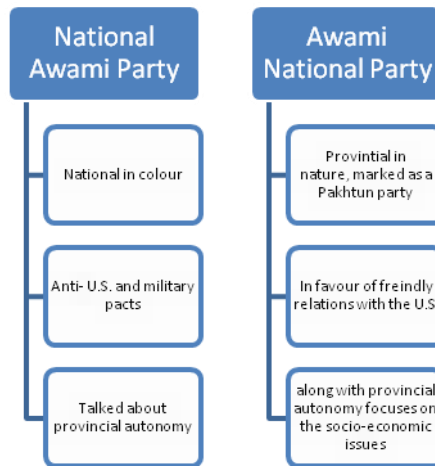 National
Awami Party
National in colour
Anti- U.S. and military
pacts
Talked about
provincial autonomy
Awami
National Party
Provintial in
nature, marked as a
Pakhtun party
In favour of freindly
relations with the U.S
along with provincial
autonomy focuses on
the socio-economic
issues